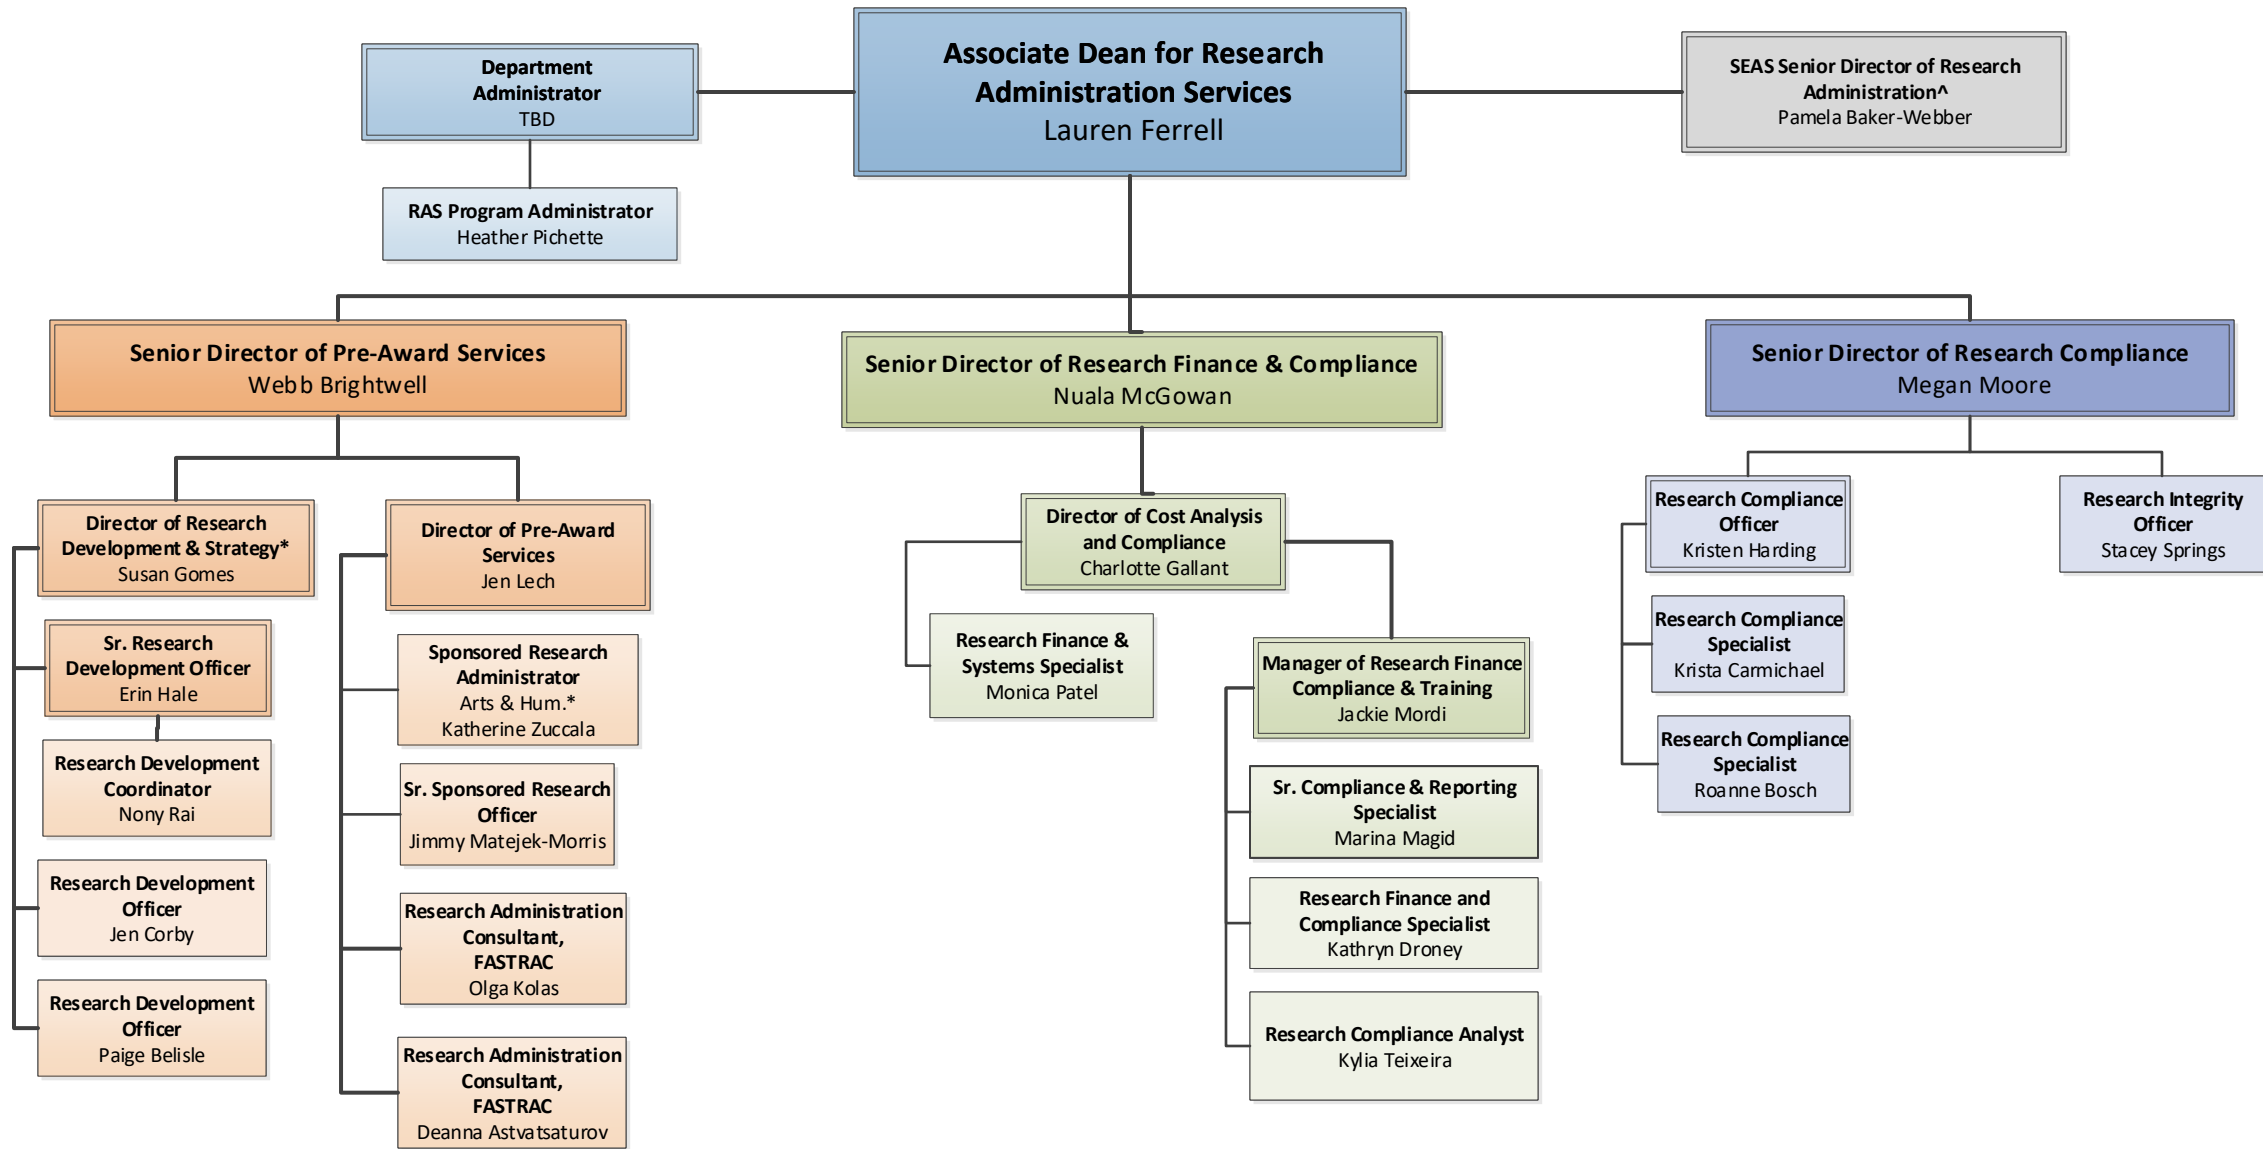 Department
Administrator
TBD
Associate Dean for Research
Administration Services
Lauren Ferrell
SEAS Senior Director of Research
Administration^
Pamela Baker-Webber
RAS Program Administrator
Heather Pichette
Senior Director of Pre-Award Services
Webb Brightwell
Senior Director of Research Finance & Compliance
Nuala McGowan
Senior Director of Research Compliance
Megan Moore
Director of Research
Development & Strategy*
Susan Gomes
Sr. Research
Development Officer
Erin Hale
Research Development
Coordinator
Nony Rai
Research Development
Officer
Jen Corby
Research Development
Officer
Paige Belisle
Director of Pre-Award
Services
Jen Lech
Sponsored Research
Administrator
Arts & Hum.*
Katherine Zuccala
Sr. Sponsored Research
Officer
Jimmy Matejek-Morris
Research Administration
Consultant,
FASTRAC
Olga Kolas
Research Administration
Consultant,
FASTRAC
Deanna Astvatsaturov
Director of Cost Analysis
and Compliance
Charlotte Gallant
Research Finance &
Systems Specialist
Monica Patel
Manager of Research Finance
Compliance & Training
Jackie Mordi
Sr. Compliance & Reporting
Specialist
Marina Magid
Research Finance and
Compliance Specialist
Kathryn Droney
Research Compliance Analyst
Kylia Teixeira
Research Compliance
Officer
Kristen Harding
Research Compliance
Specialist
Krista Carmichael
Research Compliance
Specialist
Roanne Bosch
Research Integrity
Officer
Stacey Springs